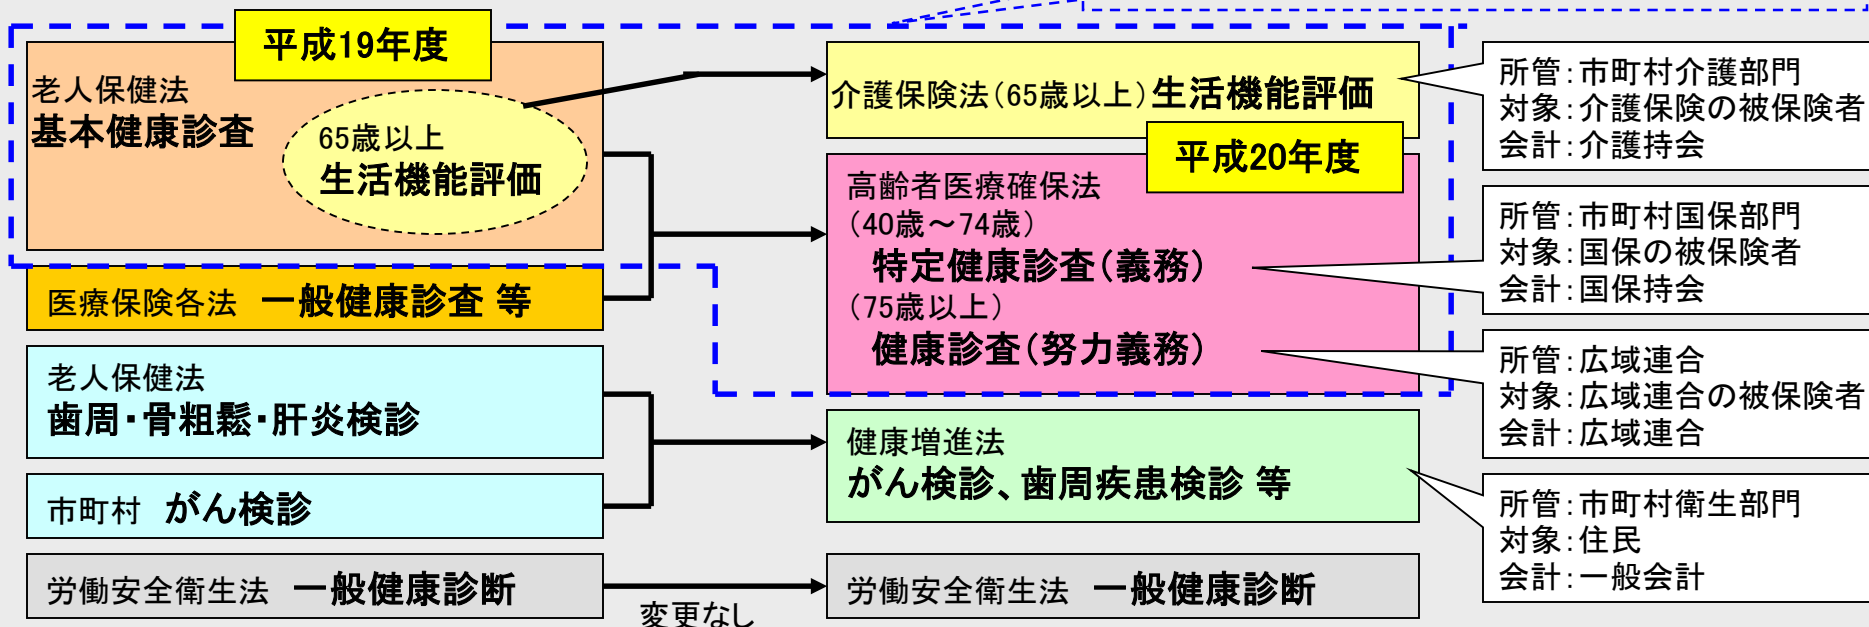 平成19年度
老人保健法
基本健康診査
65歳以上
生活機能評価
医療保険各法 一般健康診査 等
老人保健法
歯周・骨粗鬆・肝炎検診
市町村 がん検診
労働安全衛生法 一般健康診断
変更なし
介護保険法(65歳以上)生活機能評価
平成20年度
高齢者医療確保法
(40歳～74歳)
特定健康診査(義務)
(75歳以上)
健康診査(努力義務)
健康増進法
がん検診、歯周疾患検診 等
労働安全衛生法 一般健康診断
所管:市町村介護部門
対象:介護保険の被保険者
会計:介護持会
所管:市町村国保部門
対象:国保の被保険者
会計:国保持会
所管:広域連合
対象:広域連合の被保険者
会計:広域連合
所管:市町村衛生部門
対象:住民
会計:一般会計